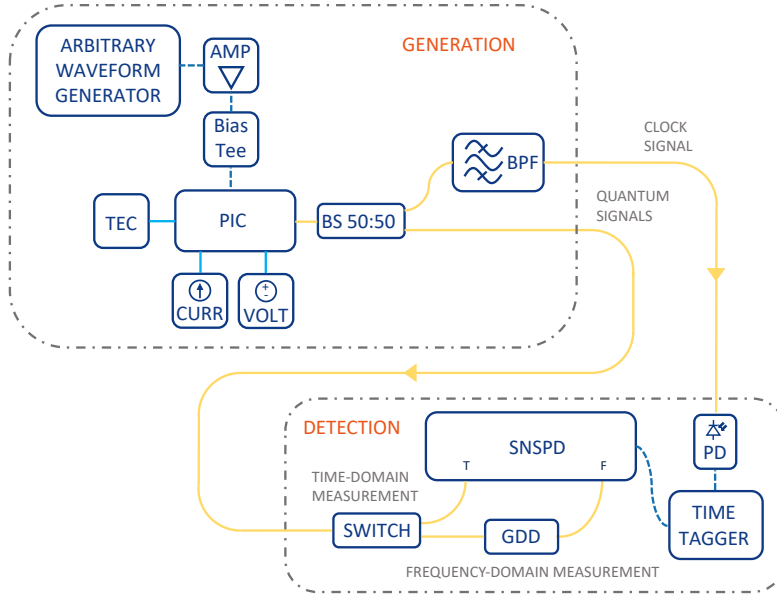 ARBITRARY
WAVEFORM
GENERATOR
AMP
GENERATION
Bias
Tee
BPF
CLOCK
SIGNAL
QUANTUM
SIGNALS
TEC
PIC
BS 50:50
CURR
+
-
VOLT
DETECTION
SNSPD
T
F
PD
TIME-DOMAIN
MEASUREMENT
SWITCH
GDD
TIME
TAGGER
FREQUENCY-DOMAIN MEASUREMENT